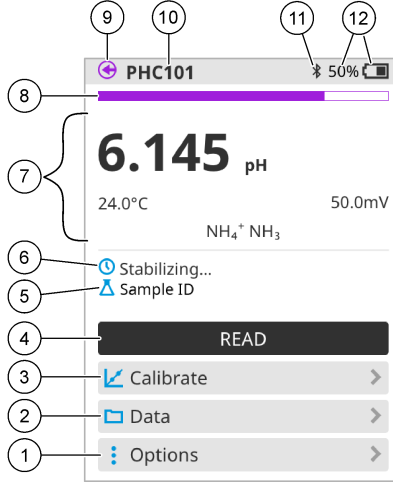 9 10 11 12
PHC101 50%
8
7
6.145 pH
24.0°C 50.0mV
NH₄⁺ NH₃
6 Stabilizing...
5 Sample ID
4 READ
3 Calibrate
2 Data
1 Options